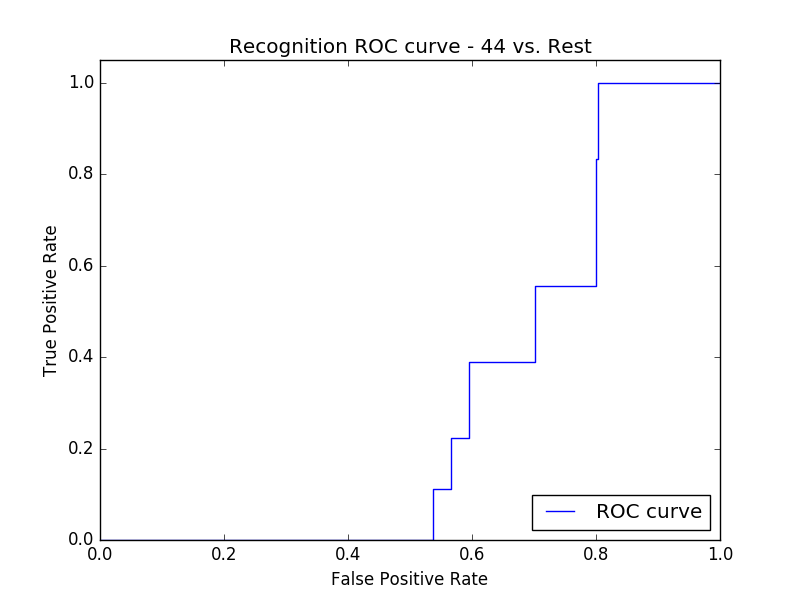 Recognition ROC curve - 44 vs. Rest
1.0
0.8
0.6
0.4
0.2
0.0
True Positive Rate
0.0 0.2 0.4 0.6 0.8 1.0
False Positive Rate
ROC curve